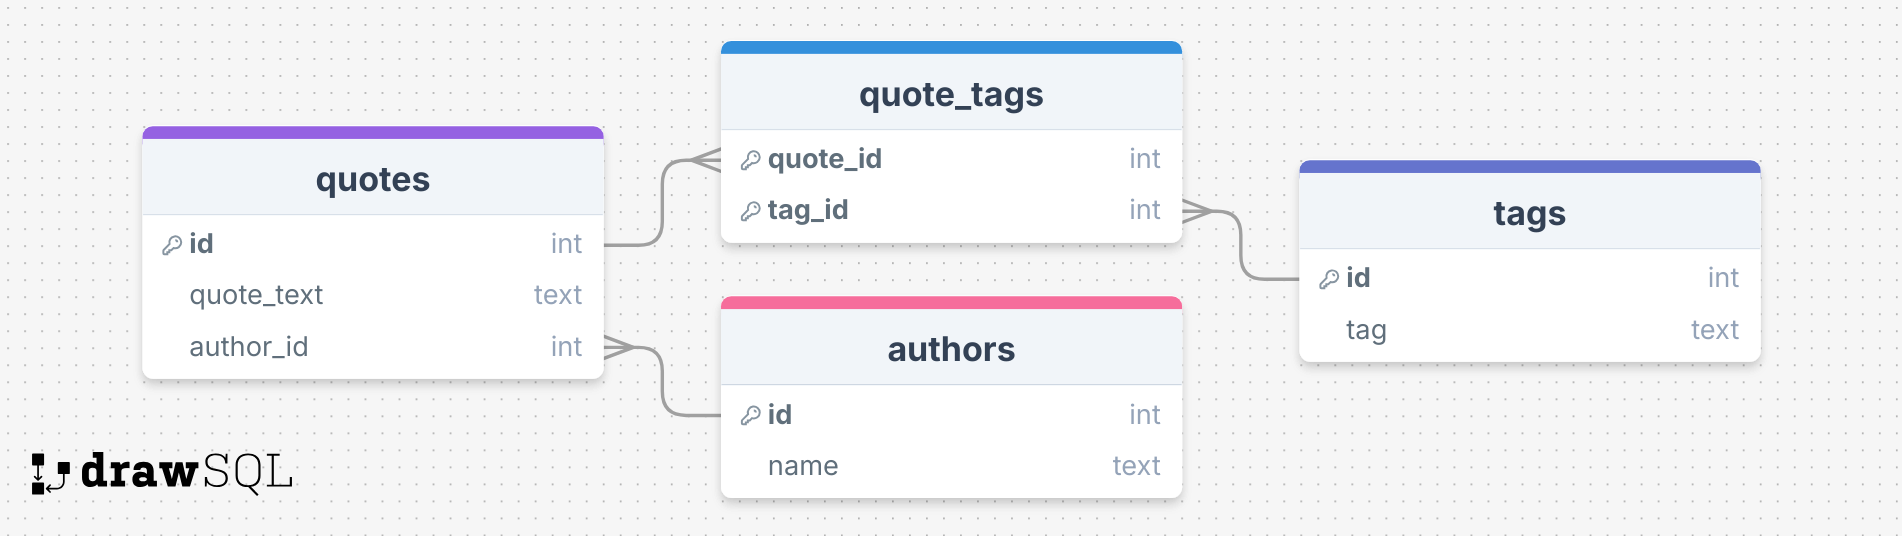 quotes
id int
quote_text text
author_id int
quote_tags
quote_id int
tag_id int
authors
id int
name text
tags
id int
tag text
drawSQL